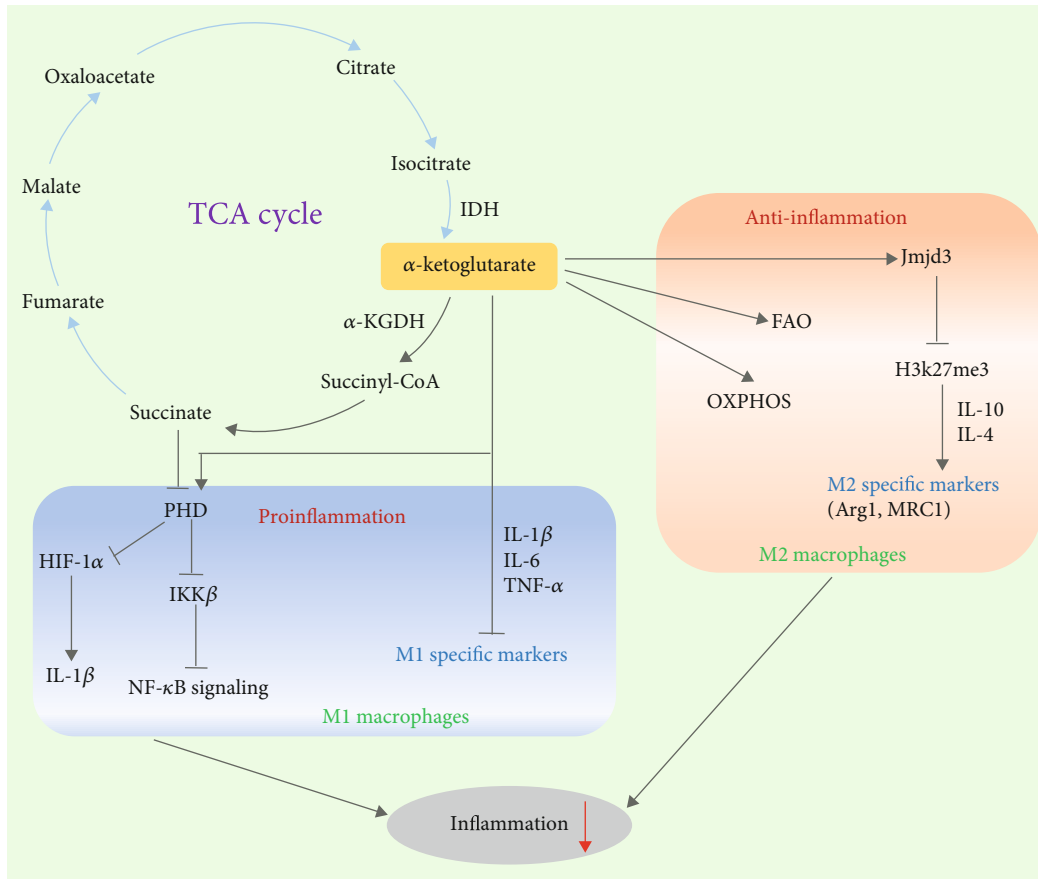 Citrate
Oxaloacetate
Isocitrate
Malate
TCA cycle
IDH
Anti-inflammation
α-ketoglutarate
Jmjd3
Fumarate
α-KGDH
FAO
Succinyl-CoA
H3k27me3
OXPHOS
Succinate
IL-10
IL-4
M2 specific markers
(Arg1, MRC1)
M2 macrophages
PHD
Proinflammation
HIF-1α
IKKβ
IL-1β
IL-6
TNF-α
M1 specific markers
IL-1β
NF-κB signaling
M1 macrophages
Inflammation